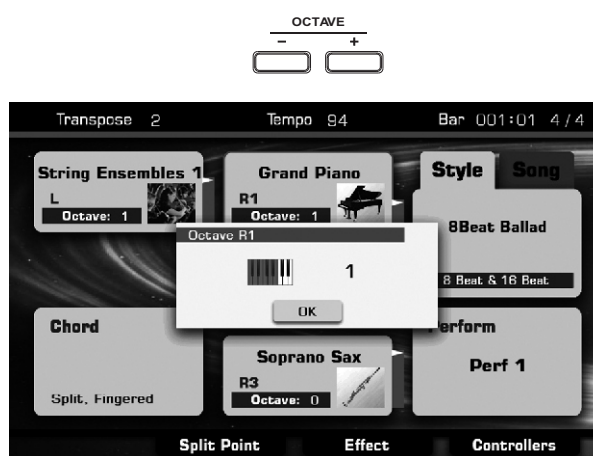 OCTAVE
- +
Transpose 2 Tempo 94 Bar 001:01 4/4
String Ensembles 1
L
Octave: 1
Grand Piano
R1
Octave: 1
Style Song
8Beat Ballad
8 Beat & 16 Beat
Octave R1
1
OK
Chord
Split, Fingered
Soprano Sax
R3
Octave: 0
erform
Perf 1
Split Point Effect Controllers